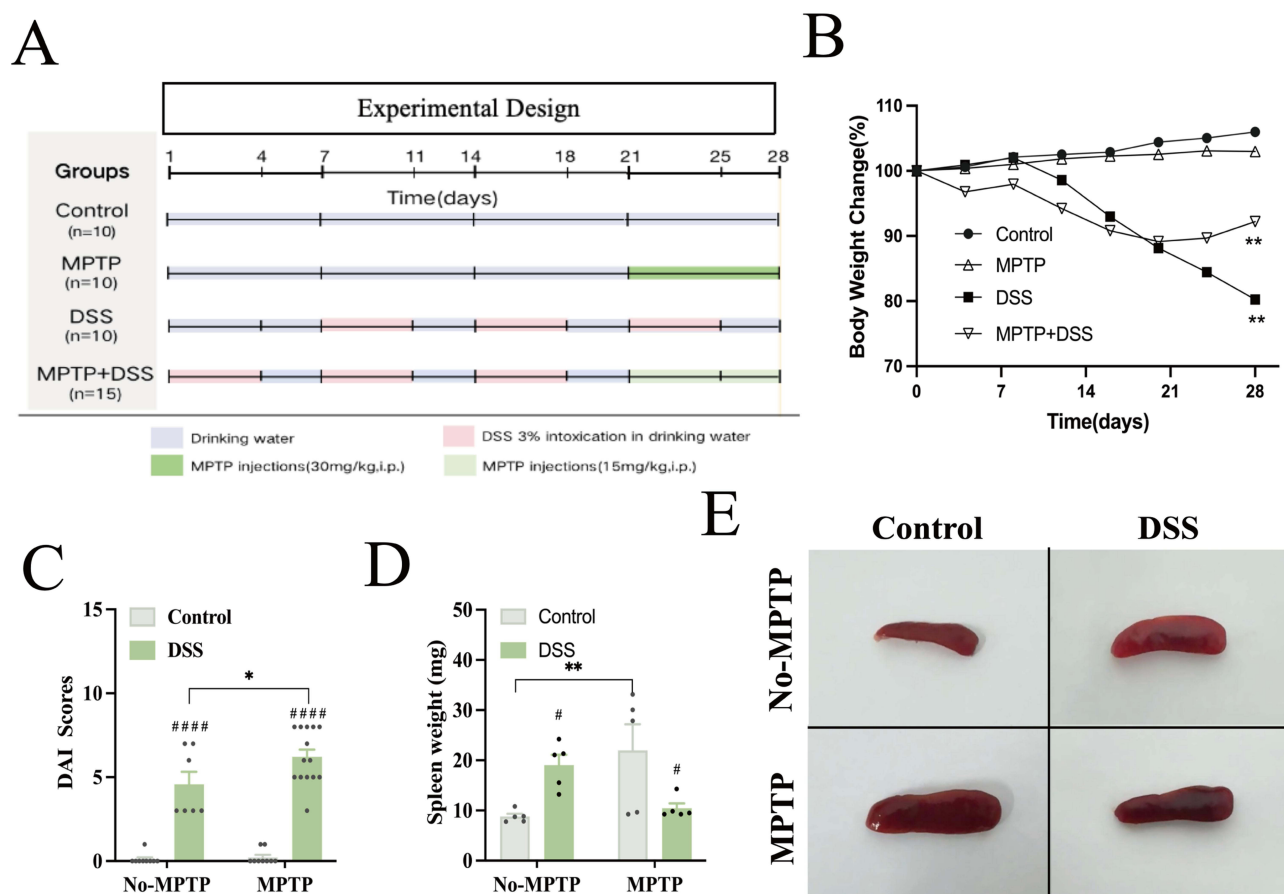 A
Experimental Design
Groups
1 4 7 11 14 18 21 25 28
Time(days)
Control
(n=10)
MPTP
(n=10)
DSS
(n=10)
MPTP+DSS
(n=15)
Drinking water
DSS 3% intoxication in drinking water
MPTP injections(30mg/kg,i.p.)
MPTP injections(15mg/kg,i.p.)
B
Body Weight Change(%)
110
100
90
80
70
0 7 14 21 28
Time(days)
Control
MPTP
DSS
MPTP+DSS
**
**
C
DAI Scores
15
10
5
0
Control
DSS
*
####
####
No-MPTP MPTP
D
Spleen weight (mg)
50
40
30
20
10
0
Control
DSS
**
#
#
No-MPTP MPTP
E
Control DSS
No-MPTP
MPTP